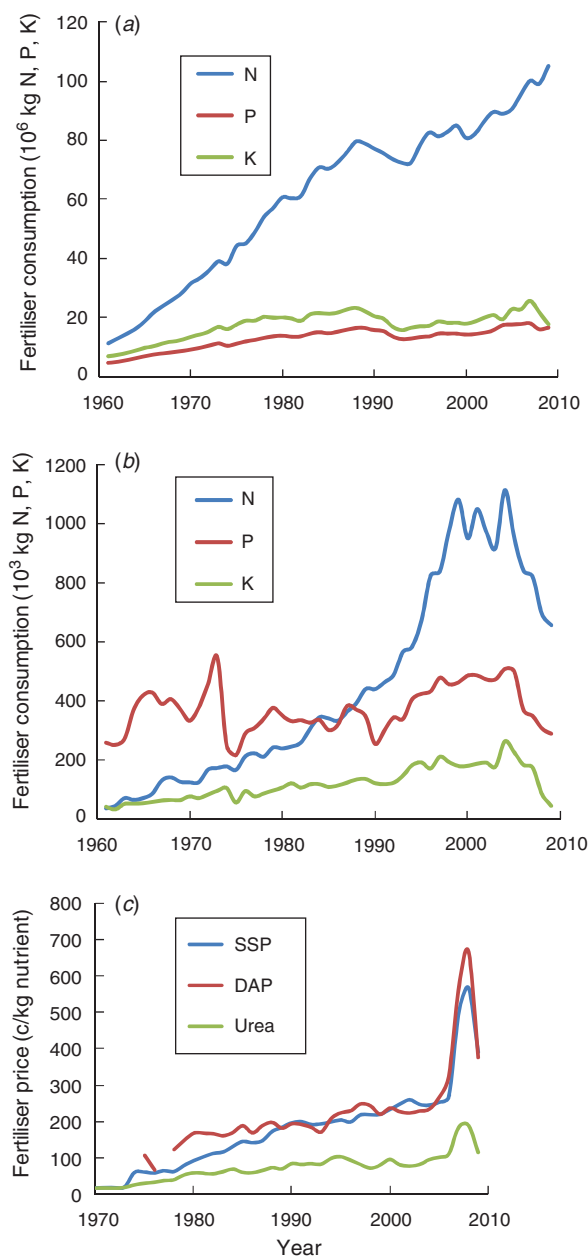 (a)
Fertiliser consumption (10⁶ kg N, P, K)
120
100
80
60
40
20
0
N
P
K
1960 1970 1980 1990 2000 2010
(b)
Fertiliser consumption (10³ kg N, P, K)
1200
1000
800
600
400
200
0
N
P
K
1960 1970 1980 1990 2000 2010
(c)
Fertiliser price (c/kg nutrient)
800
700
600
500
400
300
200
100
0
SSP
DAP
Urea
1970 1980 1990 2000 2010
Year